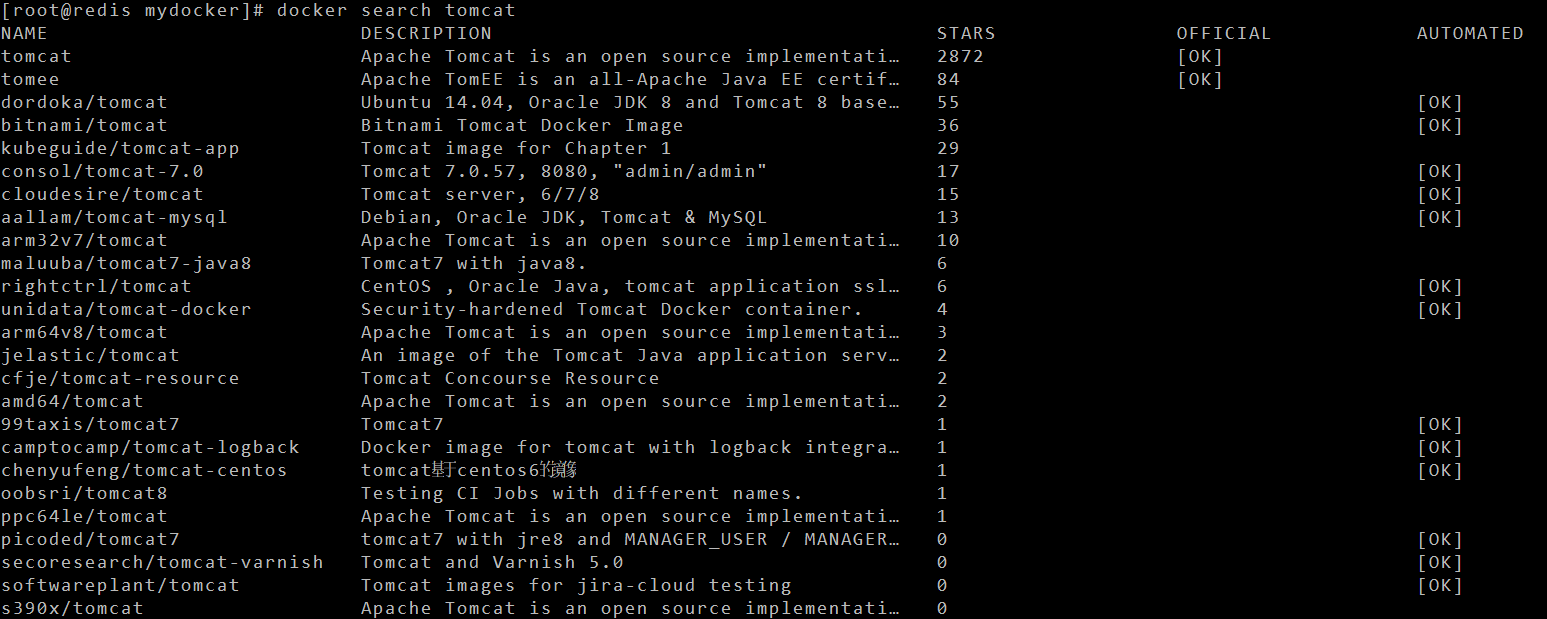 [root@redis mydocker]# docker search tomcat
NAME DESCRIPTION STARS OFFICIAL AUTOMATED
tomcat Apache Tomcat is an open source implementati… 2872 [OK]
tomee Apache TomEE is an all-Apache Java EE certif… 84 [OK]
dordoka/tomcat Ubuntu 14.04, Oracle JDK 8 and Tomcat 8 base… 55 [OK]
bitnami/tomcat Bitnami Tomcat Docker Image 36 [OK]
kubeguide/tomcat-app Tomcat image for Chapter 1 29
consol/tomcat-7.0 Tomcat 7.0.57, 8080, "admin/admin" 17 [OK]
cloudesire/tomcat Tomcat server, 6/7/8 15 [OK]
aallam/tomcat-mysql Debian, Oracle JDK, Tomcat & MySQL 13 [OK]
arm32v7/tomcat Apache Tomcat is an open source implementati… 10
maluuba/tomcat7-java8 Tomcat7 with java8. 6
rightctrl/tomcat CentOS , Oracle Java, tomcat application ssl… 6 [OK]
unidata/tomcat-docker Security-hardened Tomcat Docker container. 4 [OK]
arm64v8/tomcat Apache Tomcat is an open source implementati… 3
jelastic/tomcat An image of the Tomcat Java application serv… 2
cfje/tomcat-resource Tomcat Concourse Resource 2
amd64/tomcat Apache Tomcat is an open source implementati… 2
99taxis/tomcat7 Tomcat7 1 [OK]
camptocamp/tomcat-logback Docker image for tomcat with logback integra… 1 [OK]
chenyufeng/tomcat-centos tomcat基于centos6的镜像 1 [OK]
oobsri/tomcat8 Testing CI Jobs with different names. 1
ppc64le/tomcat Apache Tomcat is an open source implementati… 1
picoded/tomcat7 tomcat7 with jre8 and MANAGER_USER / MANAGER… 0 [OK]
secoresearch/tomcat-varnish Tomcat and Varnish 5.0 0 [OK]
softwareplant/tomcat Tomcat images for jira-cloud testing 0 [OK]
s390x/tomcat Apache Tomcat is an open source implementati… 0